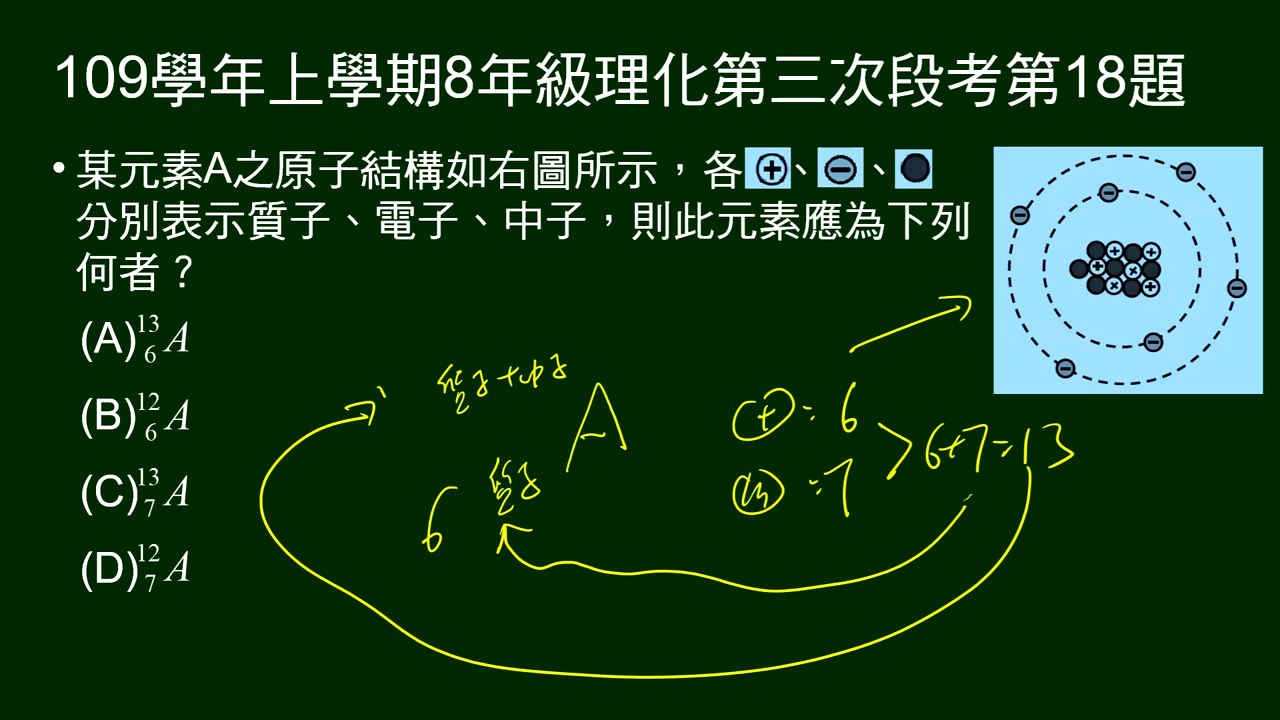 109學年上學期8年級理化第三次段考第18題
• 某元素A之原子結構如右圖所示，各⊕、⊖、●
分別表示質子、電子、中子，則此元素應為下列
何者？
(A) ¹³₆A
(B) ¹²₆A
(C) ¹³₇A
(D) ¹²₇A
質子+中子
A
6 質子
⊕ = 6
中 = 7
> 6+7=13